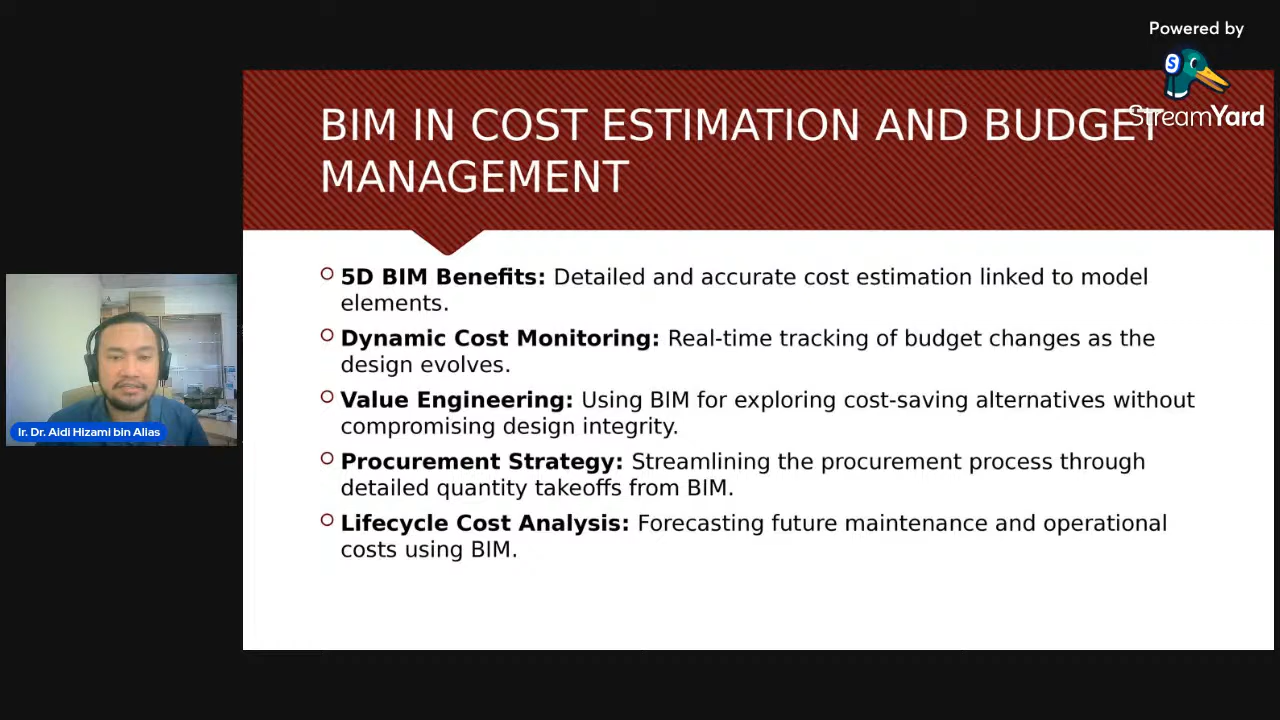 Powered by
S
StreamYard
BIM IN COST ESTIMATION AND BUDGET
MANAGEMENT
5D BIM Benefits: Detailed and accurate cost estimation linked to model
elements.
Dynamic Cost Monitoring: Real-time tracking of budget changes as the
design evolves.
Value Engineering: Using BIM for exploring cost-saving alternatives without
compromising design integrity.
Procurement Strategy: Streamlining the procurement process through
detailed quantity takeoffs from BIM.
Lifecycle Cost Analysis: Forecasting future maintenance and operational
costs using BIM.
Ir. Dr. Aidi Hizami bin Alias